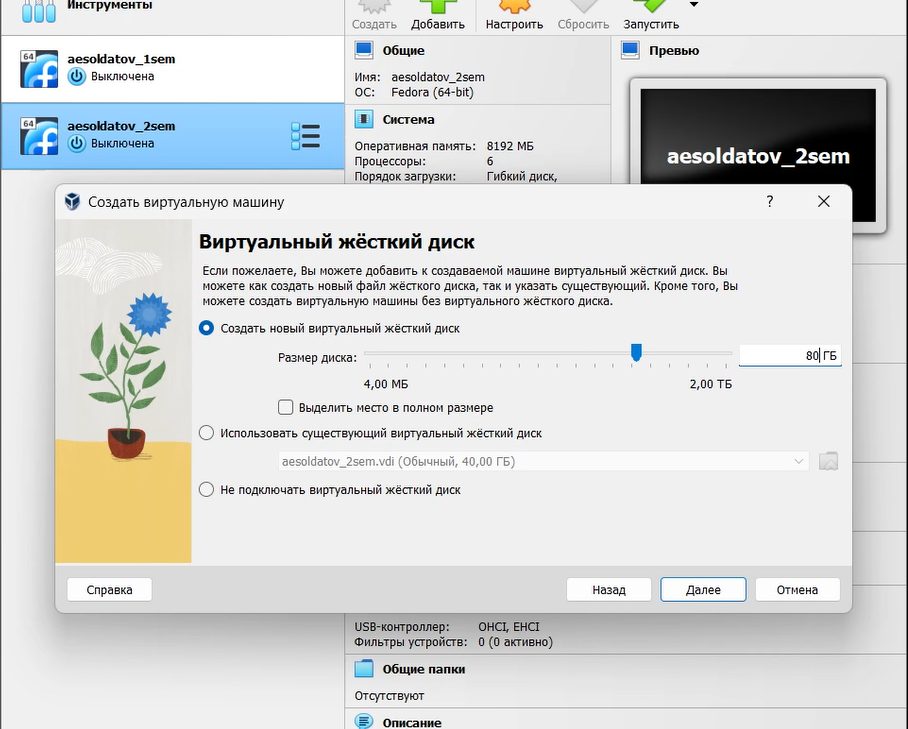 Инструменты
Создать Добавить Настроить Сбросить Запустить
64
aesoldatov_1sem
Выключена
64
aesoldatov_2sem
Выключена
Общие
Имя: aesoldatov_2sem
ОС: Fedora (64-bit)
Система
Оперативная память: 8192 МБ
Процессоры: 6
Порядок загрузки: Гибкий диск,
Превью
aesoldatov_2sem
Создать виртуальную машину
?
Виртуальный жёсткий диск
Если пожелаете, Вы можете добавить к создаваемой машине виртуальный жёсткий диск. Вы
можете как создать новый файл жёсткого диска, так и указать существующий. Кроме того, Вы
можете создать виртуальную машины без виртуального жёсткого диска.
Создать новый виртуальный жёсткий диск
Размер диска: 80 ГБ
4,00 МБ 2,00 ТБ
Выделить место в полном размере
Использовать существующий виртуальный жёсткий диск
aesoldatov_2sem.vdi (Обычный, 40,00 ГБ)
Не подключать виртуальный жёсткий диск
Справка Назад Далее Отмена
USB-контроллер: OHCI, EHCI
Фильтры устройств: 0 (0 активно)
Общие папки
Отсутствуют
Описание